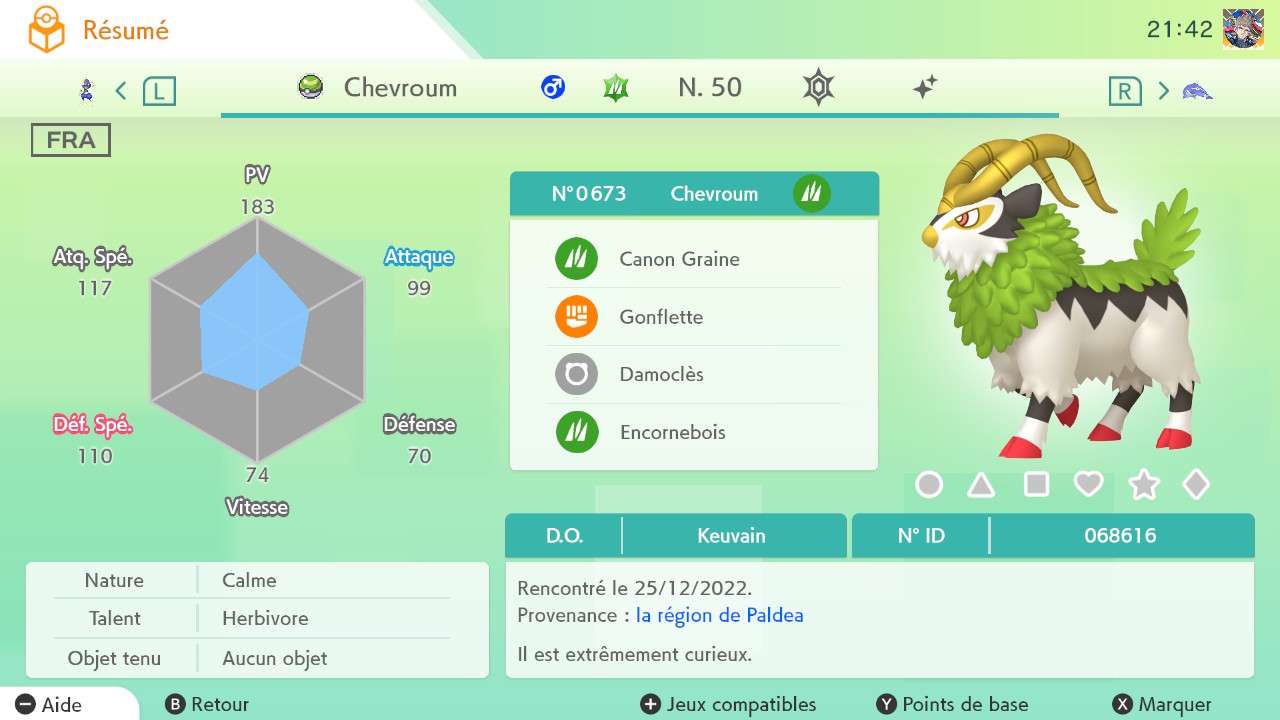 Résumé
21:42
L
Chevroum
N. 50
R
FRA
PV
183
Atq. Spé.
117
Attaque
99
Déf. Spé.
110
Défense
70
74
Vitesse
N°0673 Chevroum
Canon Graine
Gonflette
Damoclès
Encornebois
D.O. Keuvain
N° ID 068616
Nature Calme
Talent Herbivore
Objet tenu Aucun objet
Rencontré le 25/12/2022.
Provenance : la région de Paldea
Il est extrêmement curieux.
Aide
B Retour
Jeux compatibles
Y Points de base
X Marquer